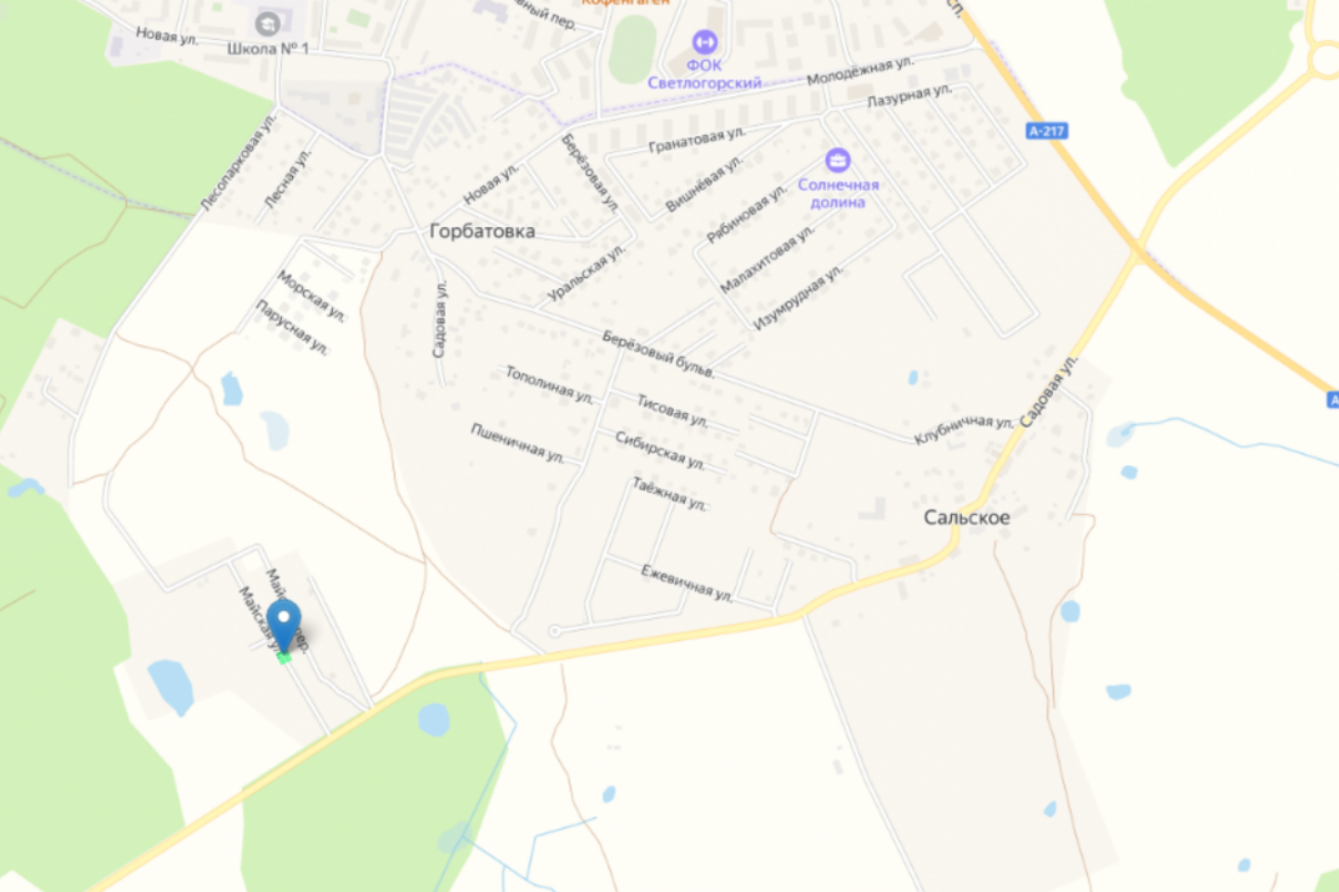 Кофенгаген
Новая ул.
Школа № 1
ФОК
Светлогорский
Молодёжная ул.
Лазурная ул.
А-217
Гранатовая ул.
Лесопарковая ул.
Лесная ул.
Новая ул.
Берёзовая ул.
Вишнёвая ул.
Солнечная
долина
Рябиновая ул.
Горбатовка
Малахитовая ул.
Уральская ул.
Изумрудная ул.
Морская ул.
Парусная ул.
Садовая ул.
Берёзовый бульв.
Тополиная ул.
Тисовая ул.
Садовая ул.
Клубничная ул.
Пшеничная ул.
Сибирская ул.
Таёжная ул.
Сальское
Ежевичная ул.
Майская ул.